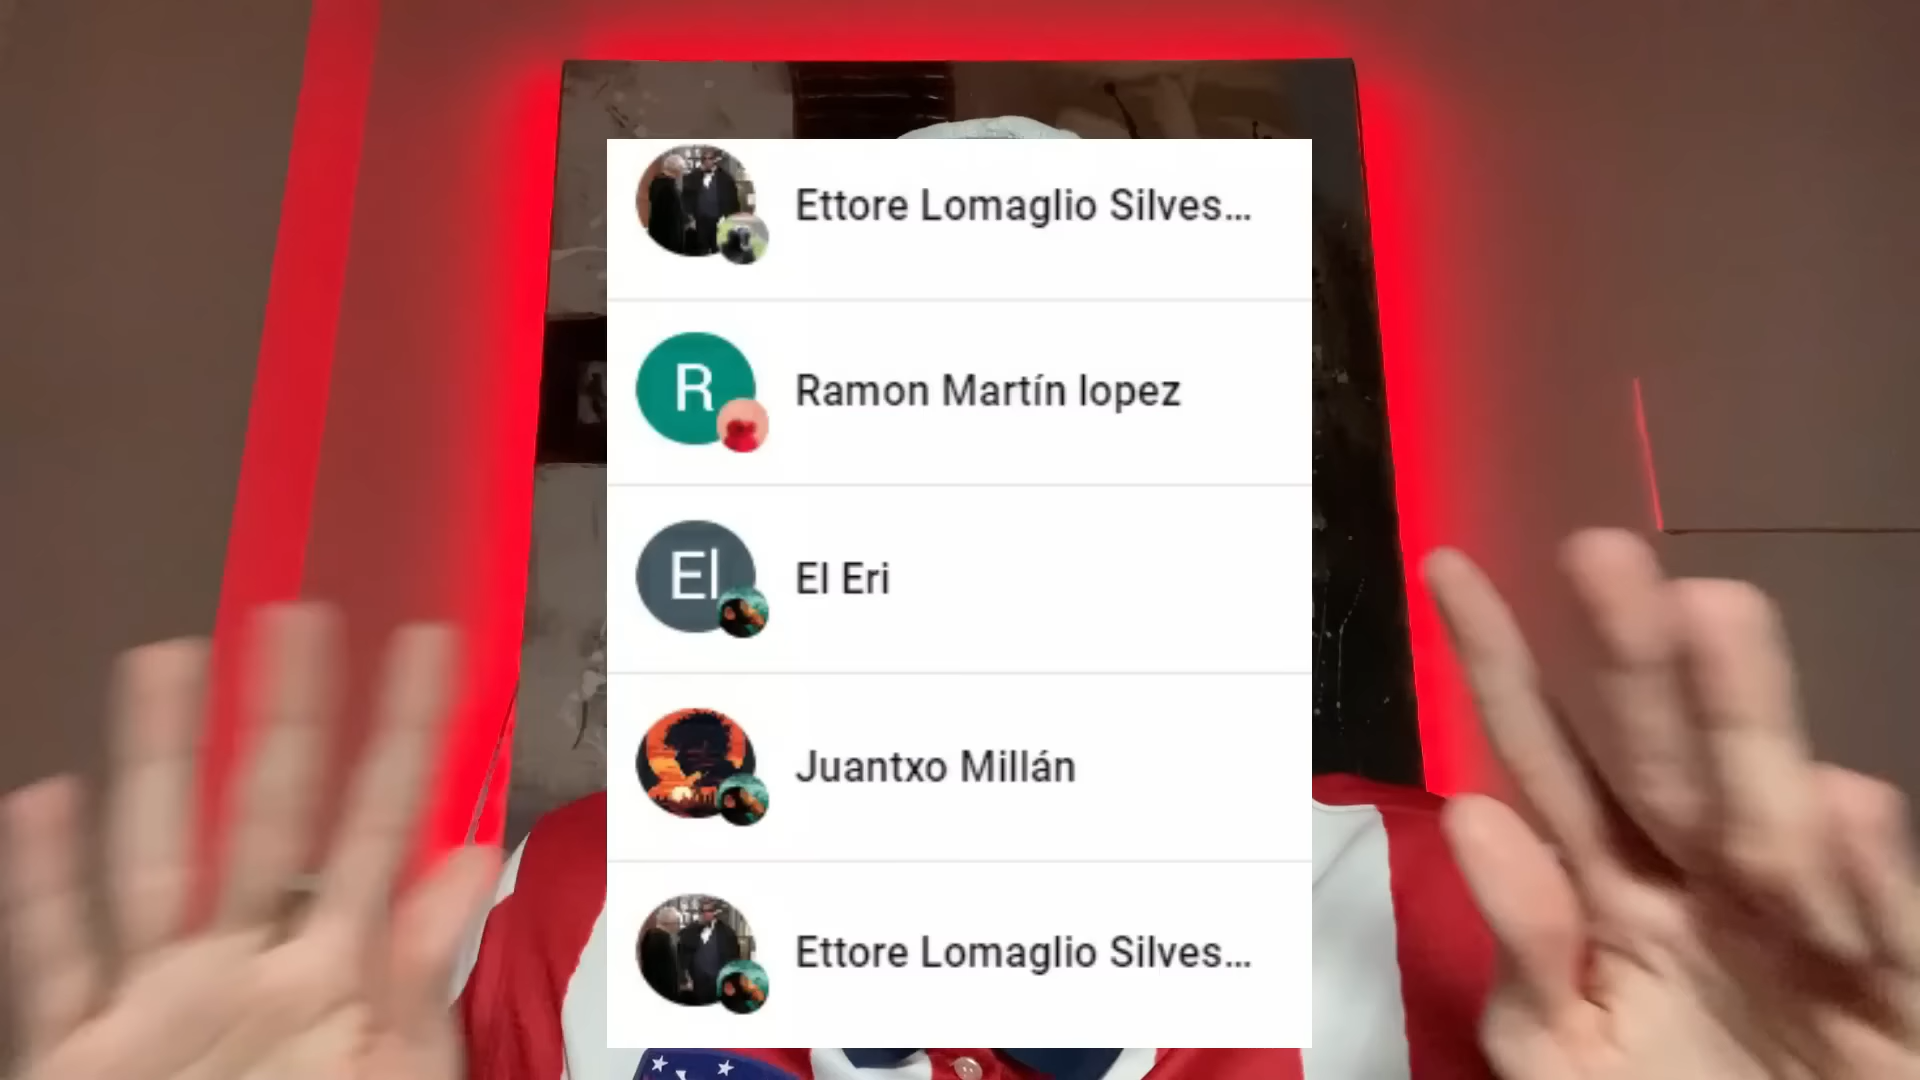 Ettore Lomaglio Silves...
R
Ramon Martín lopez
El
El Eri
Juantxo Millán
Ettore Lomaglio Silves...